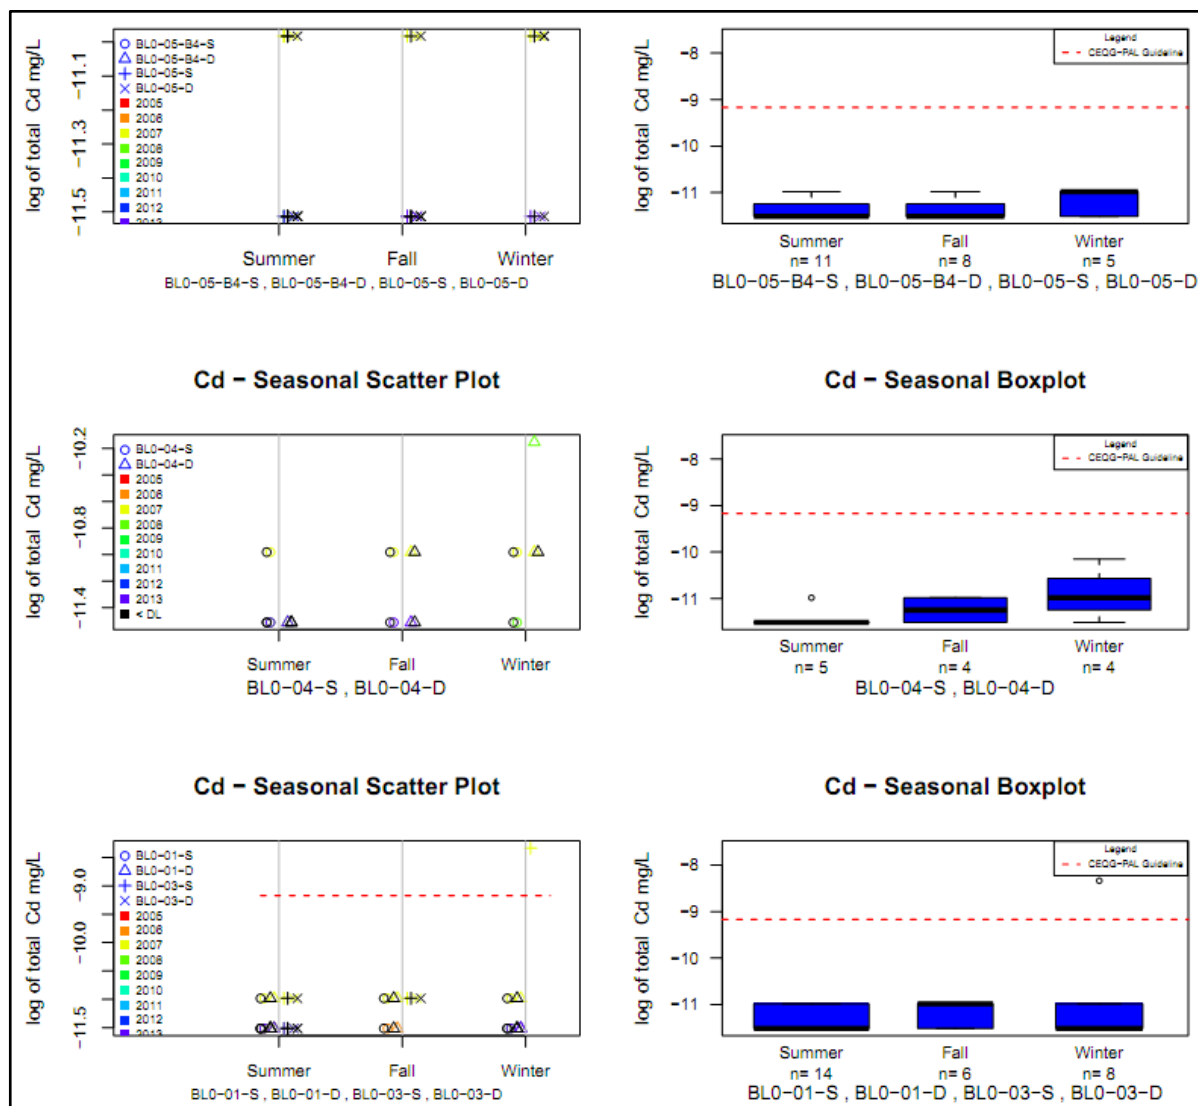 log of total Cd mg/L
−11.1
−11.3
−11.5
BL0-05-B4-S
BL0-05-B4-D
BL0-05-S
BL0-05-D
2005
2006
2007
2008
2009
2010
2011
2012
2013
Summer Fall Winter
BL0-05-B4-S , BL0-05-B4-D , BL0-05-S , BL0-05-D
log of total Cd mg/L
−8
−9
−10
−11
Legend
CEQG-PAL Guideline
Summer Fall Winter
n= 11 n= 8 n= 5
BL0-05-B4-S , BL0-05-B4-D , BL0-05-S , BL0-05-D
Cd − Seasonal Scatter Plot
log of total Cd mg/L
−10.2
−10.8
−11.4
BL0-04-S
BL0-04-D
2005
2006
2007
2008
2009
2010
2011
2012
2013
< DL
Summer Fall Winter
BL0-04-S , BL0-04-D
Cd − Seasonal Boxplot
log of total Cd mg/L
−8
−9
−10
−11
Legend
CEQG-PAL Guideline
Summer Fall Winter
n= 5 n= 4 n= 4
BL0-04-S , BL0-04-D
Cd − Seasonal Scatter Plot
log of total Cd mg/L
−9.0
−10.0
−11.5
BL0-01-S
BL0-01-D
BL0-03-S
BL0-03-D
2005
2006
2007
2008
2009
2010
2011
2012
2013
Summer Fall Winter
BL0-01-S , BL0-01-D , BL0-03-S , BL0-03-D
Cd − Seasonal Boxplot
log of total Cd mg/L
−8
−9
−10
−11
Legend
CEQG-PAL Guideline
Summer Fall Winter
n= 14 n= 6 n= 8
BL0-01-S , BL0-01-D , BL0-03-S , BL0-03-D